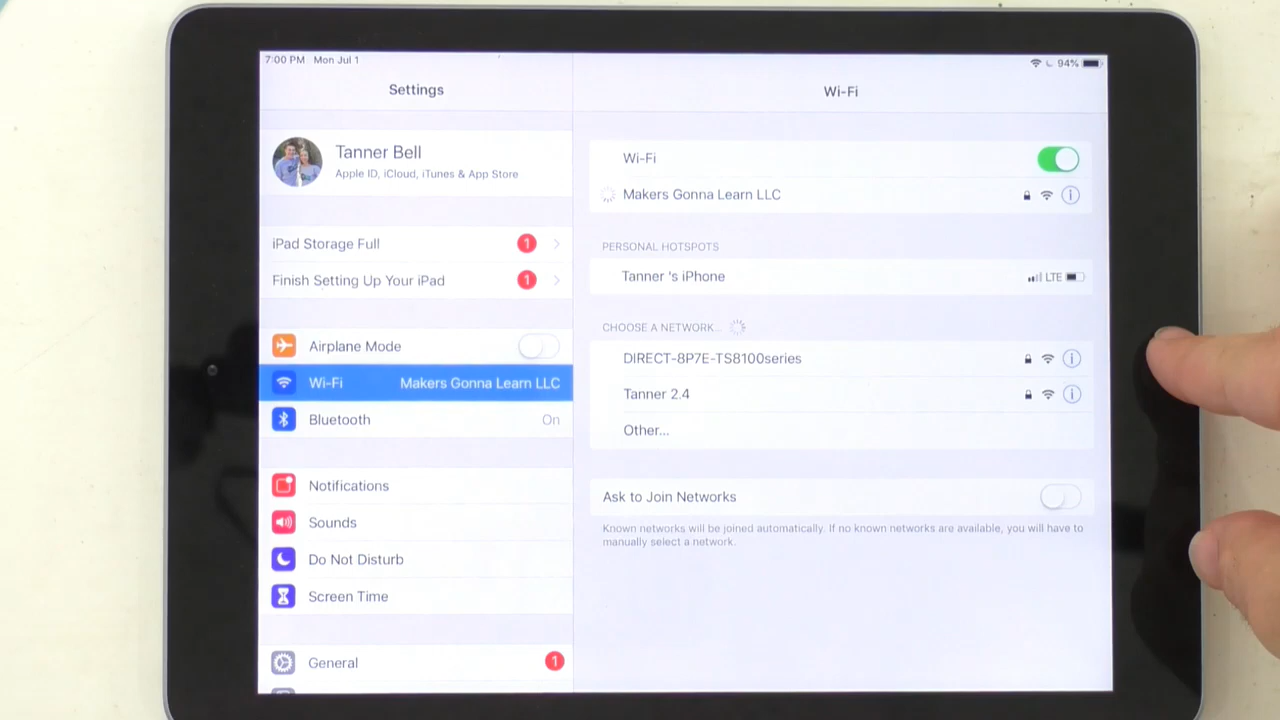 7:00 PM Mon Jul 1
94%
Settings
Wi-Fi
Tanner Bell
Apple ID, iCloud, iTunes & App Store
iPad Storage Full 1
Finish Setting Up Your iPad 1
Airplane Mode
Wi-Fi Makers Gonna Learn LLC
Bluetooth On
Notifications
Sounds
Do Not Disturb
Screen Time
General 1
Wi-Fi
Makers Gonna Learn LLC
PERSONAL HOTSPOTS
Tanner 's iPhone LTE
CHOOSE A NETWORK...
DIRECT-8P7E-TS8100series
Tanner 2.4
Other...
Ask to Join Networks
Known networks will be joined automatically. If no known networks are available, you will have to
manually select a network.